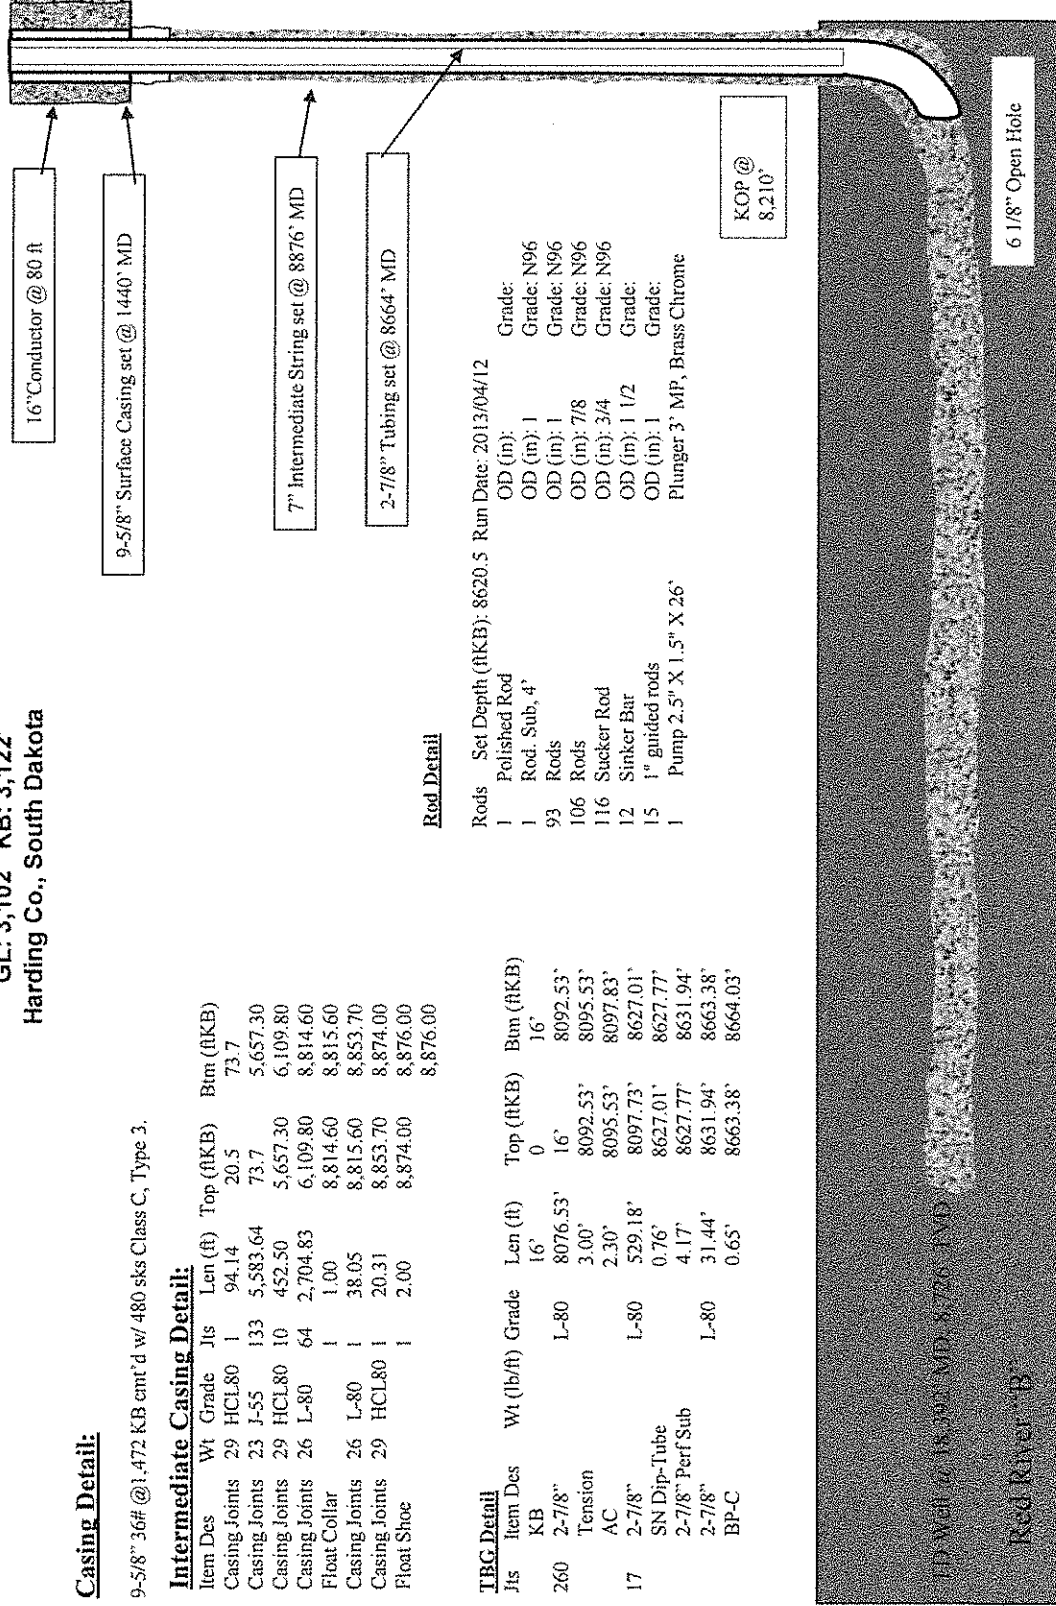 GL: 3,102' KB: 3,122'
Harding Co., South Dakota
Casing Detail:
9-5/8" 36# @1,472 KB cmt'd w/ 480 sks Class C, Type 3.
Intermediate Casing Detail:
Item Des Wt Grade Jts Len (ft) Top (ftKB) Btm (ftKB)
Casing Joints 29 HCL80 1 94.14 20.5 73.7
Casing Joints 23 J-55 133 5,583.64 73.7 5,657.30
Casing Joints 29 HCL80 10 452.50 5,657.30 6,109.80
Casing Joints 26 L-80 64 2,704.83 6,109.80 8,814.60
Float Collar 1 1.00 8,814.60 8,815.60
Casing Joints 26 L-80 1 38.05 8,815.60 8,853.70
Casing Joints 29 HCL80 1 20.31 8,853.70 8,874.00
Float Shoe 1 2.00 8,874.00 8,876.00
8,876.00
TBG Detail
Jts Item Des Wt (lb/ft) Grade Len (ft) Top (ftKB) Btm (ftKB)
KB 16' 0 16'
260 2-7/8" L-80 8076.53' 16' 8092.53'
Tension 3.00' 8092.53' 8095.53'
AC 2.30' 8095.53' 8097.83'
17 2-7/8" L-80 529.18' 8097.73' 8627.01'
SN Dip-Tube 0.76' 8627.01' 8627.77'
2-7/8" Perf Sub 4.17' 8627.77' 8631.94'
2-7/8" L-80 31.44' 8631.94' 8663.38'
BP-C 0.65' 8663.38' 8664.03'
Rod Detail
Rods Set Depth (ftKB): 8620.5 Run Date: 2013/04/12
1 Polished Rod OD (in): Grade:
1 Rod. Sub, 4' OD (in): 1 Grade: N96
93 Rods OD (in): 1 Grade: N96
106 Rods OD (in): 7/8 Grade: N96
116 Sucker Rod OD (in): 3/4 Grade: N96
12 Sinker Bar OD (in): 1 1/2 Grade:
15 1" guided rods OD (in): 1 Grade:
1 Pump 2.5" X 1.5" X 26' Plunger 3' MP, Brass Chrome
16"Conductor @ 80 ft
9-5/8" Surface Casing set @ 1440' MD
7" Intermediate String set @ 8876' MD
2-7/8" Tubing set @ 8664' MD
KOP @
8,210'
6 1/8" Open Hole
Red River "B"